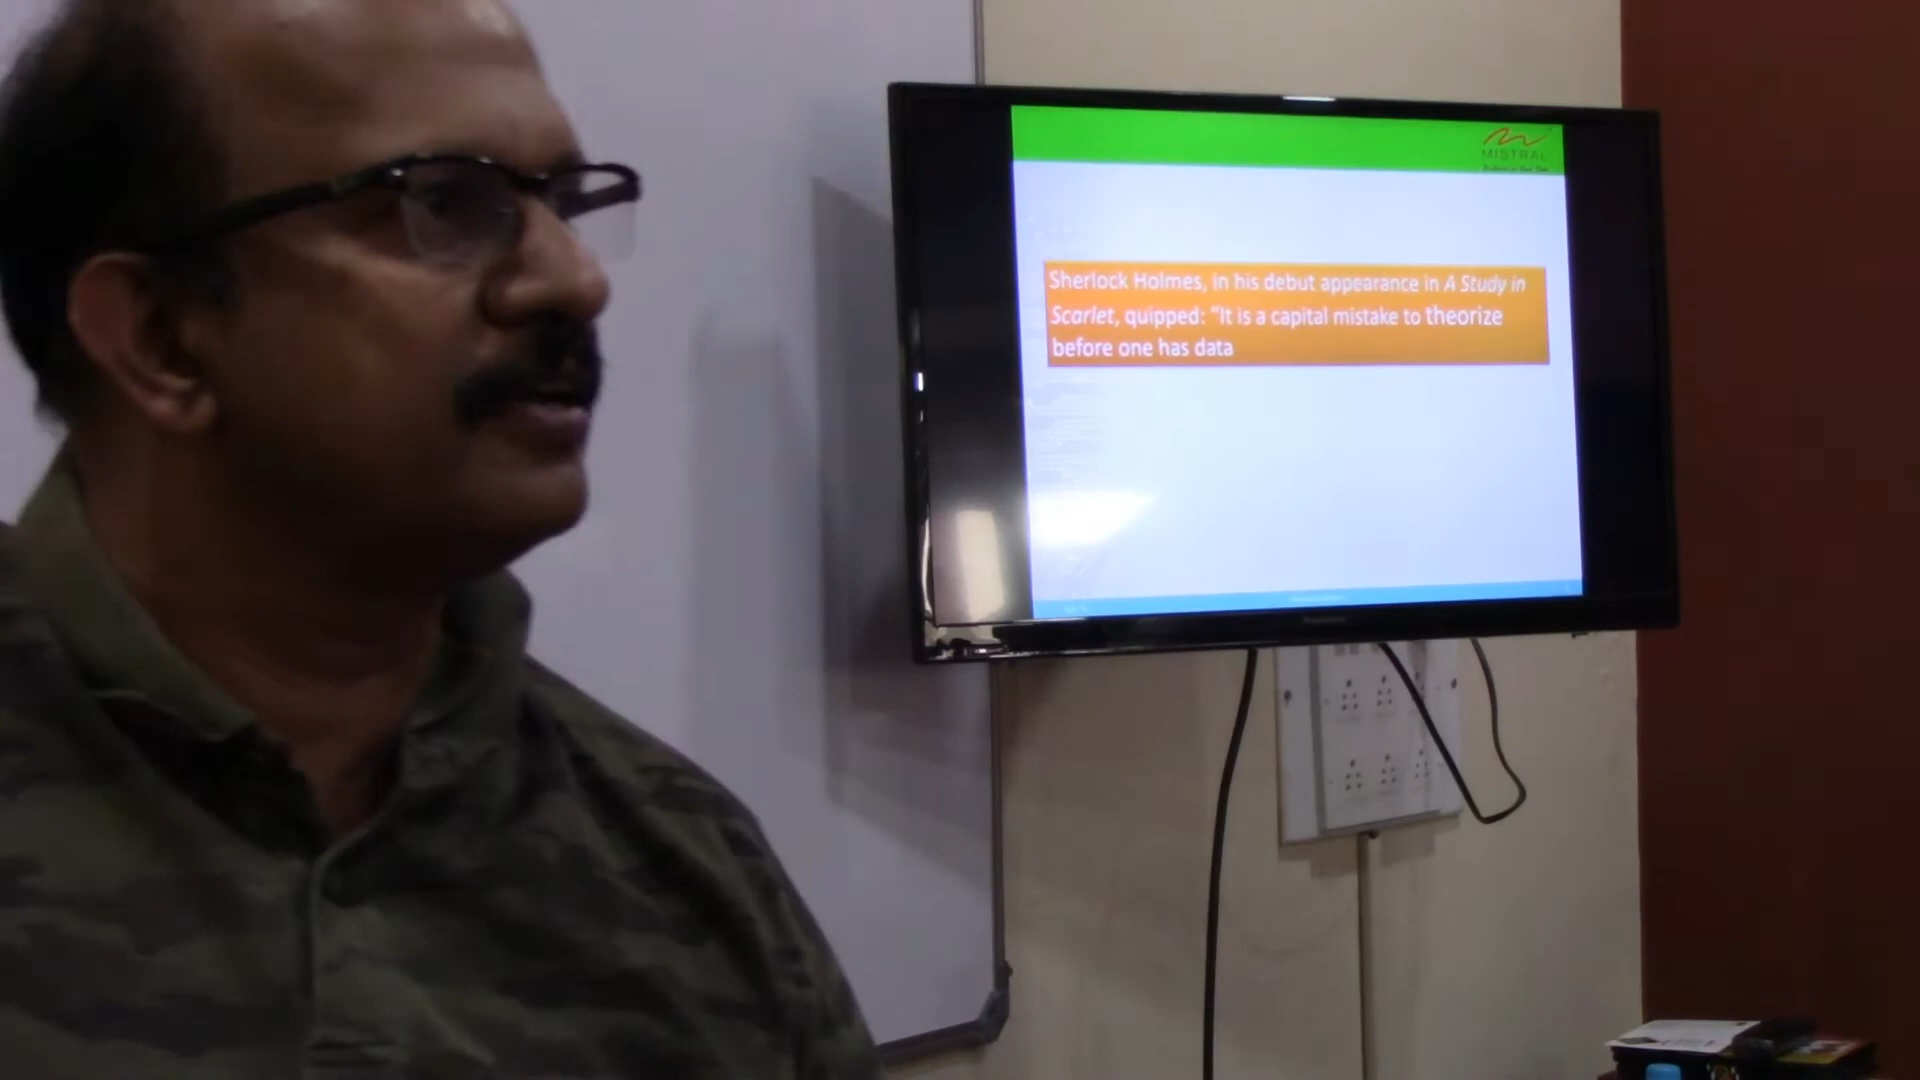 MISTRAL
Sherlock Holmes, in his debut appearance in A Study in
Scarlet, quipped: "It is a capital mistake to theorize
before one has data